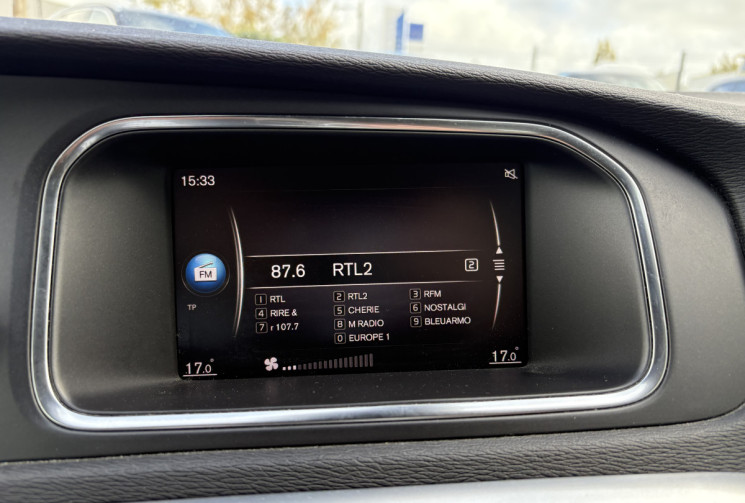 15:33
FM
87.6 RTL2 2
TP
1 RTL 2 RTL2 3 RFM
4 RIRE & 5 CHERIE 6 NOSTALGI
7 r 107.7 8 M RADIO 9 BLEUARMO
0 EUROPE 1
17.0° 17.0°